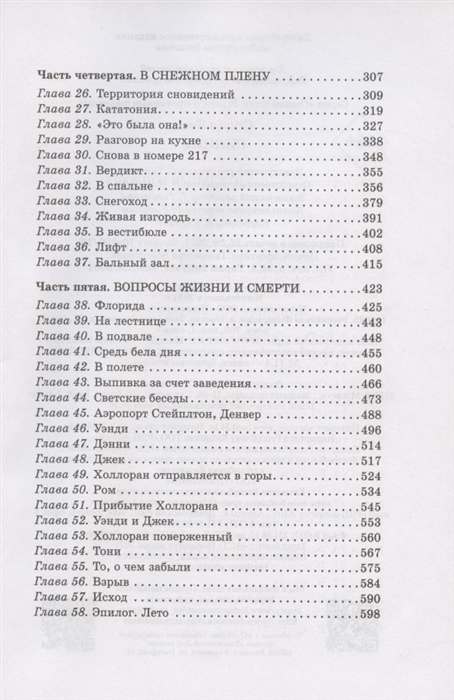 Часть четвертая. В СНЕЖНОМ ПЛЕНУ . . . . . . . . . . . . 307
Глава 26. Территория сновидений . . . . . . . . . . . . . . . . 309
Глава 27. Кататония . . . . . . . . . . . . . . . . . . . . . . . . . . . 319
Глава 28. «Это была она!» . . . . . . . . . . . . . . . . . . . . . . 327
Глава 29. Разговор на кухне . . . . . . . . . . . . . . . . . . . . 338
Глава 30. Снова в номере 217 . . . . . . . . . . . . . . . . . . . 348
Глава 31. Вердикт . . . . . . . . . . . . . . . . . . . . . . . . . . . . . 355
Глава 32. В спальне . . . . . . . . . . . . . . . . . . . . . . . . . . . 356
Глава 33. Снегоход . . . . . . . . . . . . . . . . . . . . . . . . . . . . 379
Глава 34. Живая изгородь . . . . . . . . . . . . . . . . . . . . . . 391
Глава 35. В вестибюле . . . . . . . . . . . . . . . . . . . . . . . . . 402
Глава 36. Лифт . . . . . . . . . . . . . . . . . . . . . . . . . . . . . . . 408
Глава 37. Бальный зал . . . . . . . . . . . . . . . . . . . . . . . . . 415
Часть пятая. ВОПРОСЫ ЖИЗНИ И СМЕРТИ . . . . . . . . 423
Глава 38. Флорида . . . . . . . . . . . . . . . . . . . . . . . . . . . . 425
Глава 39. На лестнице . . . . . . . . . . . . . . . . . . . . . . . . . 443
Глава 40. В подвале . . . . . . . . . . . . . . . . . . . . . . . . . . . 448
Глава 41. Средь бела дня . . . . . . . . . . . . . . . . . . . . . . . 455
Глава 42. В полете . . . . . . . . . . . . . . . . . . . . . . . . . . . . 460
Глава 43. Выпивка за счет заведения . . . . . . . . . . . . . 466
Глава 44. Светские беседы . . . . . . . . . . . . . . . . . . . . . . 474
Глава 45. Аэропорт Стейплтон, Денвер . . . . . . . . . . . . 488
Глава 46. Уэнди . . . . . . . . . . . . . . . . . . . . . . . . . . . . . . 496
Глава 47. Дэнни . . . . . . . . . . . . . . . . . . . . . . . . . . . . . . 514
Глава 48. Джек . . . . . . . . . . . . . . . . . . . . . . . . . . . . . . . 517
Глава 49. Холлоран отправляется в горы . . . . . . . . . . . 524
Глава 50. Ром . . . . . . . . . . . . . . . . . . . . . . . . . . . . . . . . 534
Глава 51. Прибытие Холлорана . . . . . . . . . . . . . . . . . . 545
Глава 52. Уэнди и Джек . . . . . . . . . . . . . . . . . . . . . . . . 553
Глава 53. Холлоран поверженный . . . . . . . . . . . . . . . . 560
Глава 54. Тони . . . . . . . . . . . . . . . . . . . . . . . . . . . . . . . 567
Глава 55. То, о чем забыли . . . . . . . . . . . . . . . . . . . . . . 575
Глава 56. Взрыв . . . . . . . . . . . . . . . . . . . . . . . . . . . . . . 584
Глава 57. Исход . . . . . . . . . . . . . . . . . . . . . . . . . . . . . . 590
Глава 58. Эпилог. Лето . . . . . . . . . . . . . . . . . . . . . . . . 598